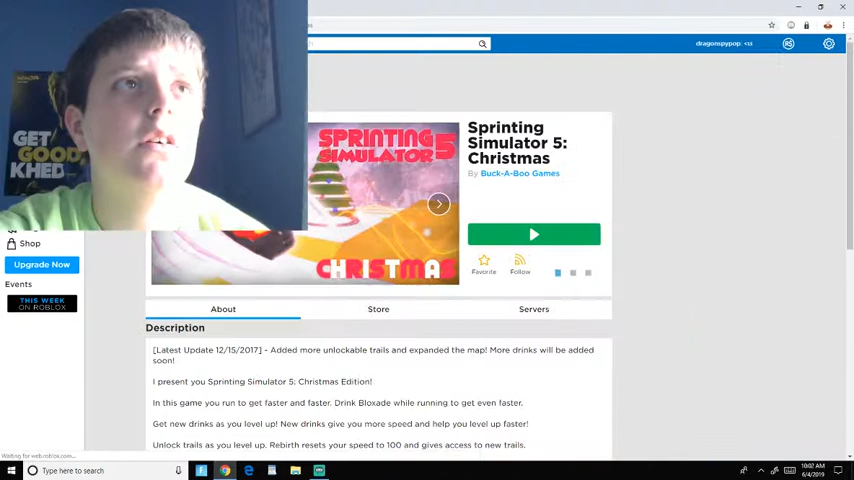 dragonspypop <13
GET
GOOD
KHED
SPRINTING 5
SIMULATOR
CHRISTMAS
Sprinting
Simulator 5:
Christmas
By Buck-A-Boo Games
Favorite
Follow
Shop
Upgrade Now
Events
THIS WEEK
ON ROBLOX
About
Store
Servers
Description
[Latest Update 12/15/2017] - Added more unlockable trails and expanded the map! More drinks will be added
soon!
I present you Sprinting Simulator 5: Christmas Edition!
In this game you run to get faster and faster. Drink Bloxade while running to get even faster.
Get new drinks as you level up! New drinks give you more speed and help you level up faster!
Unlock trails as you level up. Rebirth resets your speed to 100 and gives access to new trails.
Waiting for web.roblox.com...
Type here to search
10:02 AM
6/4/2019